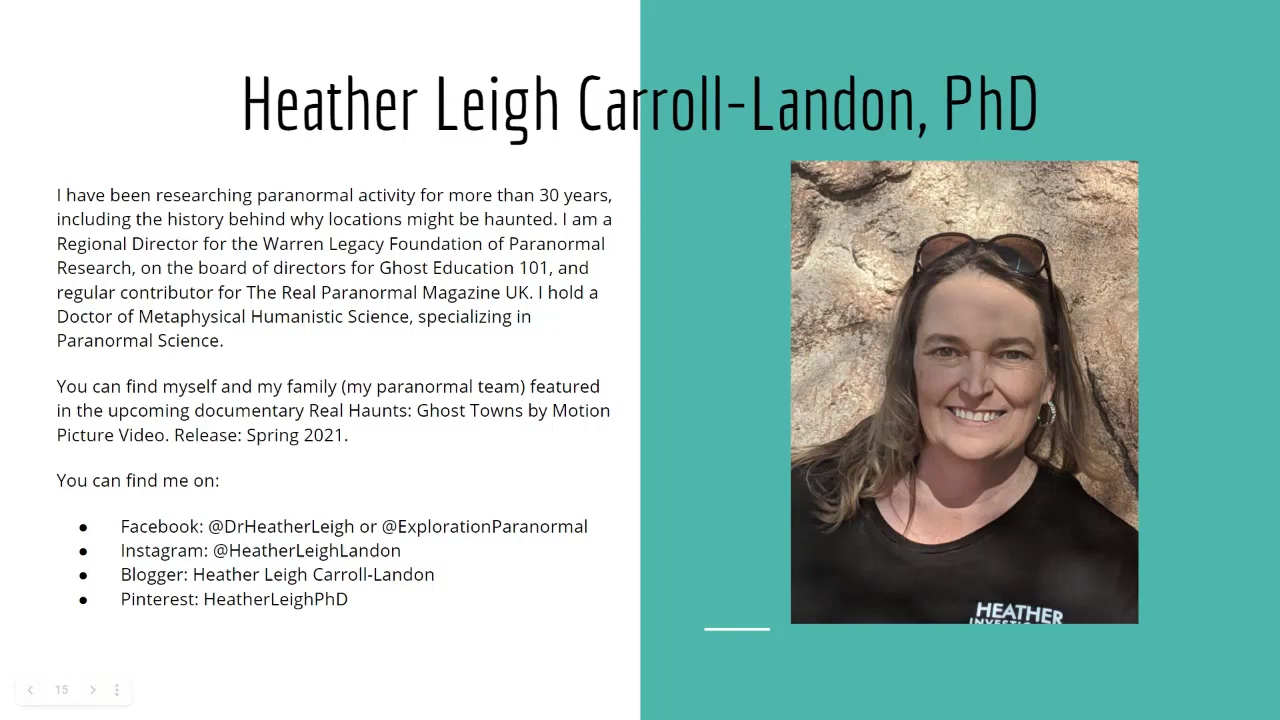 Heather Leigh Carroll-Landon, PhD
I have been researching paranormal activity for more than 30 years,
including the history behind why locations might be haunted. I am a
Regional Director for the Warren Legacy Foundation of Paranormal
Research, on the board of directors for Ghost Education 101, and
regular contributor for The Real Paranormal Magazine UK. I hold a
Doctor of Metaphysical Humanistic Science, specializing in
Paranormal Science.
You can find myself and my family (my paranormal team) featured
in the upcoming documentary Real Haunts: Ghost Towns by Motion
Picture Video. Release: Spring 2021.
You can find me on:
● Facebook: @DrHeatherLeigh or @ExplorationParanormal
● Instagram: @HeatherLeighLandon
● Blogger: Heather Leigh Carroll-Landon
● Pinterest: HeatherLeighPhD
HEATHER
15